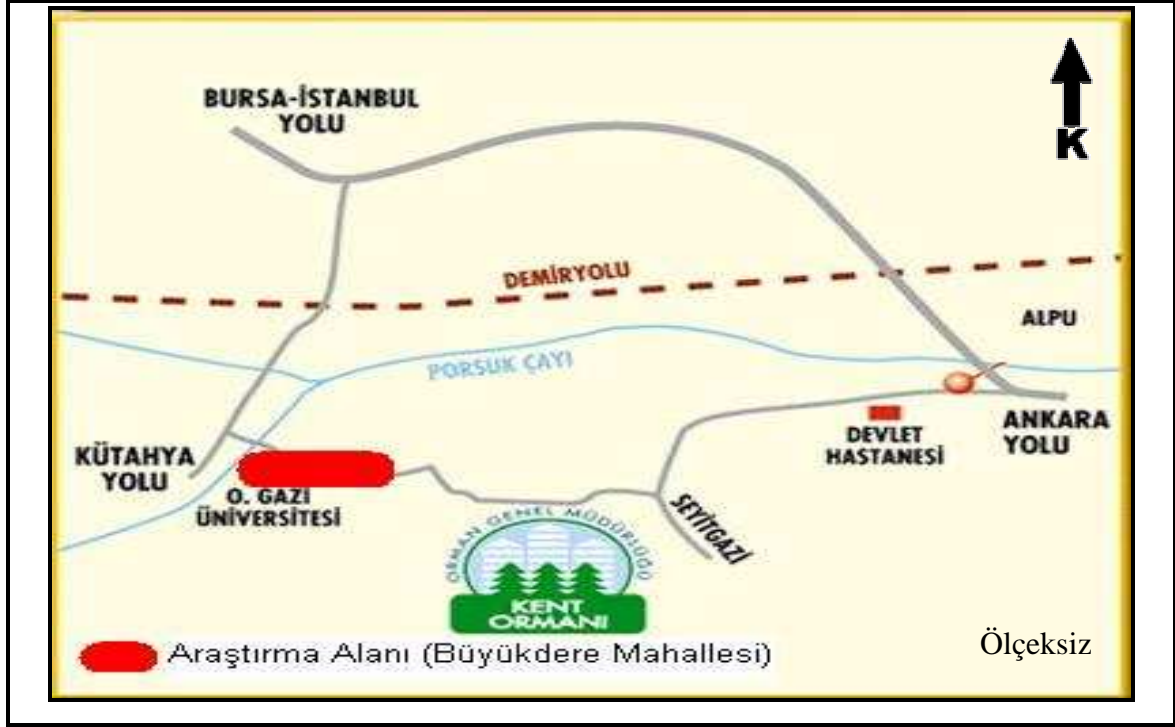 BURSA-İSTANBUL
YOLU
K
DEMİRYOLU
ALPU
PORSUK ÇAYI
ANKARA
YOLU
DEVLET
HASTANESİ
KÜTAHYA
YOLU
O. GAZİ
ÜNİVERSİTESİ
SEYİTGAZİ
ORMAN GENEL MÜDÜRLÜĞÜ
KENT
ORMANI
Araştırma Alanı (Büyükdere Mahallesi)
Ölçeksiz